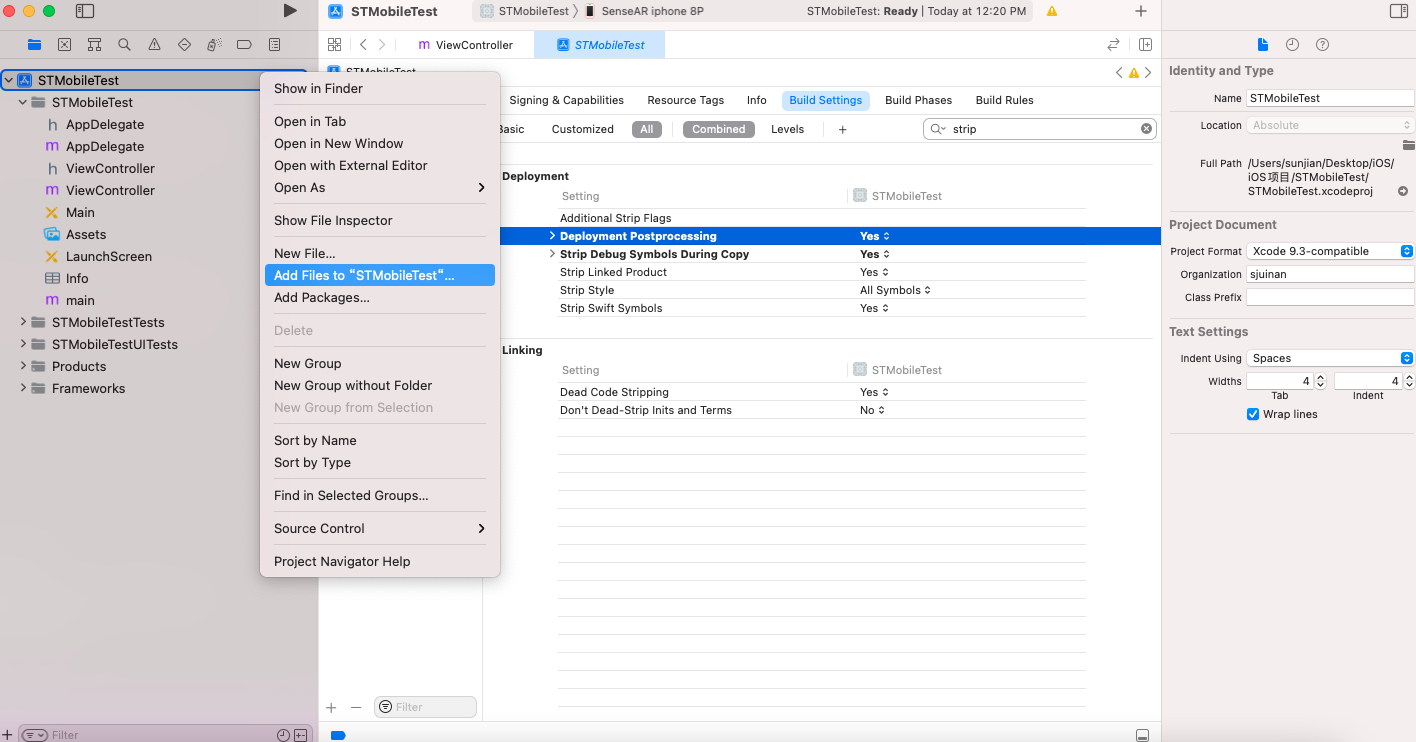 STMobileTest
STMobileTest
SenseAR iphone 8P
STMobileTest: Ready | Today at 12:20 PM
m ViewController
STMobileTest
STMobileTest
STMobileTest
STMobileTest
h AppDelegate
m AppDelegate
h ViewController
m ViewController
Main
Assets
LaunchScreen
Info
m main
STMobileTestTests
STMobileTestUITests
Products
Frameworks
Filter
Show in Finder
Open in Tab
Open in New Window
Open with External Editor
Open As
Show File Inspector
New File...
Add Files to “STMobileTest“...
Add Packages...
Delete
New Group
New Group without Folder
New Group from Selection
Sort by Name
Sort by Type
Find in Selected Groups...
Source Control
Project Navigator Help
Signing & Capabilities
Resource Tags
Info
Build Settings
Build Phases
Build Rules
Basic
Customized
All
Combined
Levels
strip
Deployment
Setting STMobileTest
Additional Strip Flags
Deployment Postprocessing Yes
Strip Debug Symbols During Copy Yes
Strip Linked Product Yes
Strip Style All Symbols
Strip Swift Symbols Yes
Linking
Setting STMobileTest
Dead Code Stripping Yes
Don't Dead-Strip Inits and Terms No
Filter
Identity and Type
Name STMobileTest
Location Absolute
Full Path /Users/sunjian/Desktop/iOS/
iOS项目/STMobileTest/
STMobileTest.xcodeproj
Project Document
Project Format Xcode 9.3-compatible
Organization sjuinan
Class Prefix
Text Settings
Indent Using Spaces
Widths 4 4
Tab Indent
Wrap lines